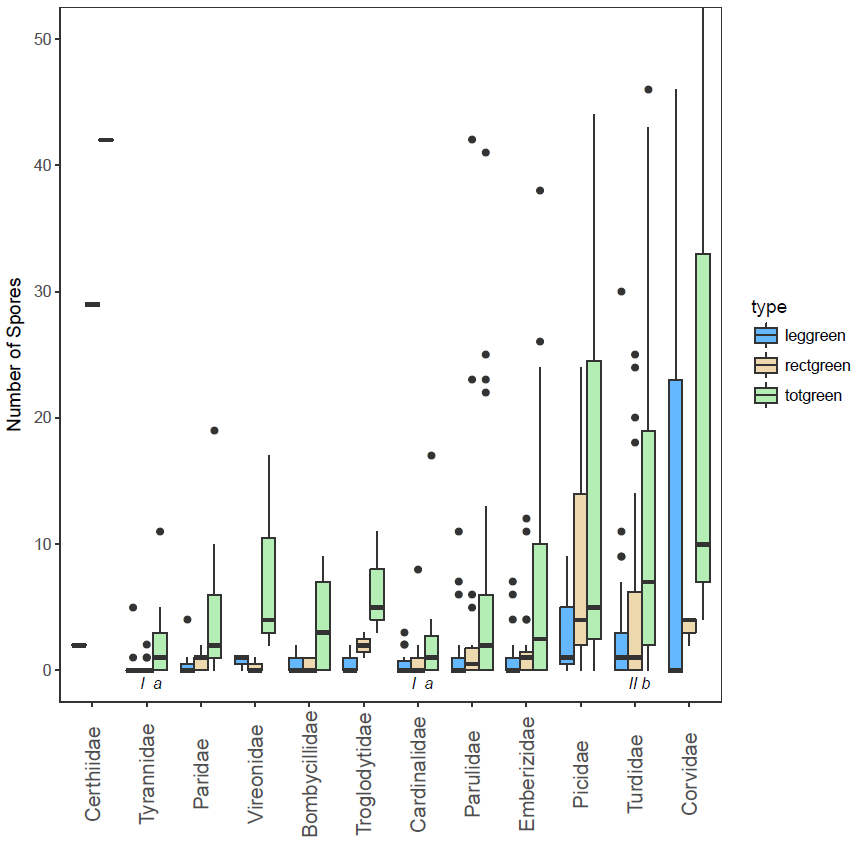 50
40
30
20
10
0
Number of Spores
I a
I a
II b
Certhiidae
Tyrannidae
Paridae
Vireonidae
Bombycillidae
Troglodytidae
Cardinalidae
Parulidae
Emberizidae
Picidae
Turdidae
Corvidae
type
leggreen
rectgreen
totgreen